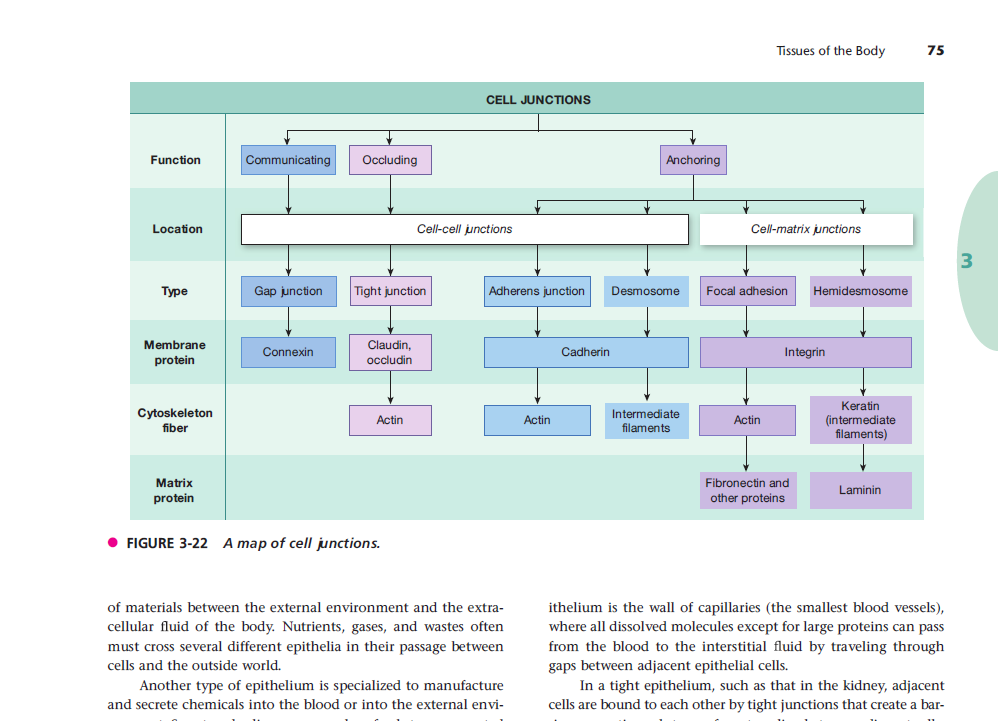 Tissues of the Body 75
CELL JUNCTIONS
Function
Communicating
Occluding
Anchoring
Location
Cell-cell junctions
Cell-matrix junctions
3
Type
Gap junction
Tight junction
Adherens junction
Desmosome
Focal adhesion
Hemidesmosome
Membrane
protein
Connexin
Claudin,
occludin
Cadherin
Integrin
Cytoskeleton
fiber
Actin
Actin
Intermediate
filaments
Actin
Keratin
(intermediate
filaments)
Matrix
protein
Fibronectin and
other proteins
Laminin
FIGURE 3-22 A map of cell junctions.
of materials between the external environment and the extra-
cellular fluid of the body. Nutrients, gases, and wastes often
must cross several different epithelia in their passage between
cells and the outside world.
Another type of epithelium is specialized to manufacture
and secrete chemicals into the blood or into the external envi-
ithelium is the wall of capillaries (the smallest blood vessels),
where all dissolved molecules except for large proteins can pass
from the blood to the interstitial fluid by traveling through
gaps between adjacent epithelial cells.
In a tight epithelium, such as that in the kidney, adjacent
cells are bound to each other by tight junctions that create a bar-